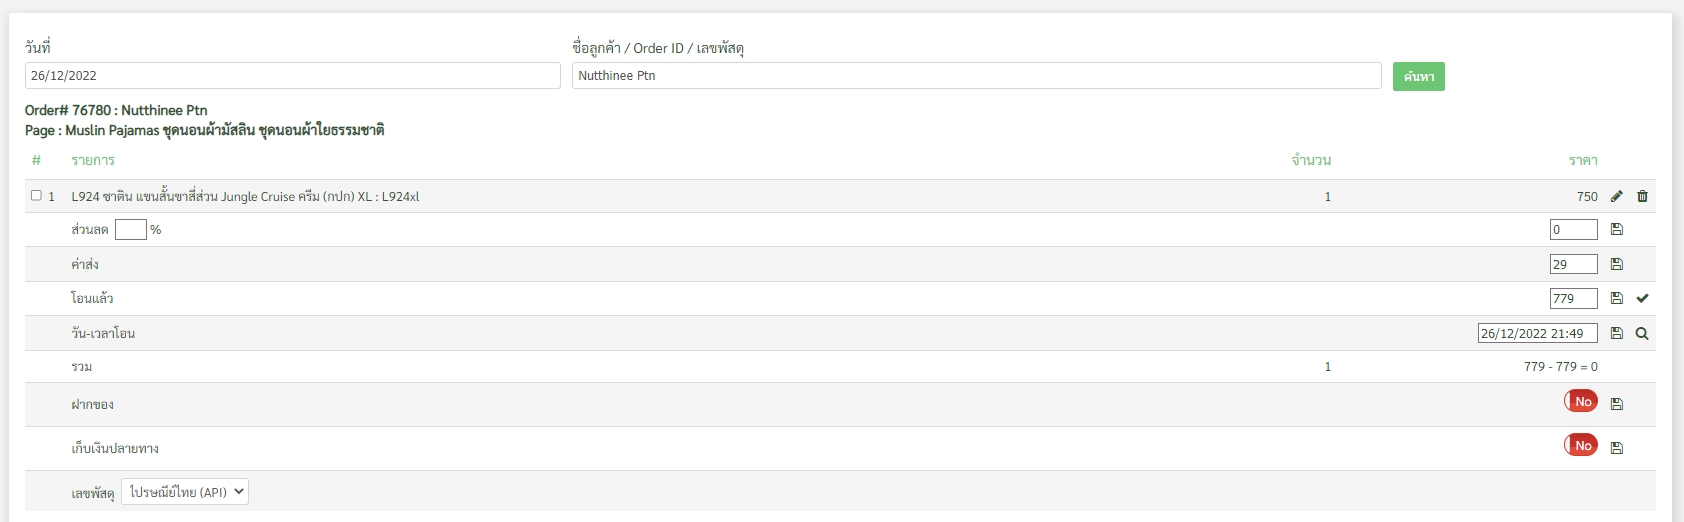 วันที่
26/12/2022
ชื่อลูกค้า / Order ID / เลขพัสดุ
Nutthinee Ptn
ค้นหา
Order# 76780 : Nutthinee Ptn
Page : Muslin Pajamas ชุดนอนผ้ามัสลิน ชุดนอนผ้าใยธรรมชาติ
# รายการ จำนวน ราคา
1 L924 ซาติน แขนสั้นขาสี่ส่วน Jungle Cruise ครีม (กปก) XL : L924xl 1 750
ส่วนลด % 0
ค่าส่ง 29
โอนแล้ว 779
วัน-เวลาโอน 26/12/2022 21:49
รวม 1 779 - 779 = 0
ฝากของ No
เก็บเงินปลายทาง No
เลขพัสดุ ไปรษณีย์ไทย (API)